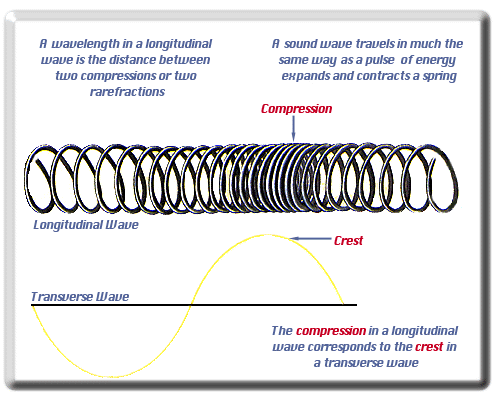 A wavelength in a longitudinal
wave is the distance between
two compressions or two
rarefractions
A sound wave travels in much the
same way as a pulse of energy
expands and contracts a spring
Compression
Longitudinal Wave
Crest
Transverse Wave
The compression in a longitudinal
wave corresponds to the crest in
a transverse wave